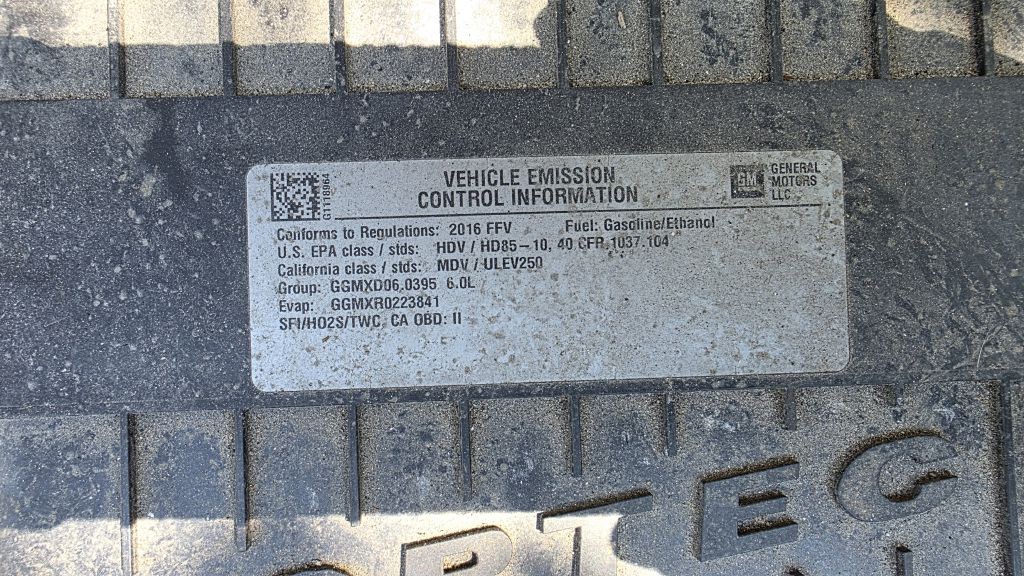 VEHICLE EMISSION
CONTROL INFORMATION
G1118964
GM
GENERAL
MOTORS
LLC
Conforms to Regulations: 2016 FFV Fuel: Gasoline/Ethanol
U.S. EPA class / stds: HDV / HD85-10, 40 CFR 1037.104
California class / stds: MDV / ULEV250
Group: GGMXD06.0395 6.0L
Evap: GGMXR0223841
SFI/HO2S/TWC CA OBD: II
ORTEC